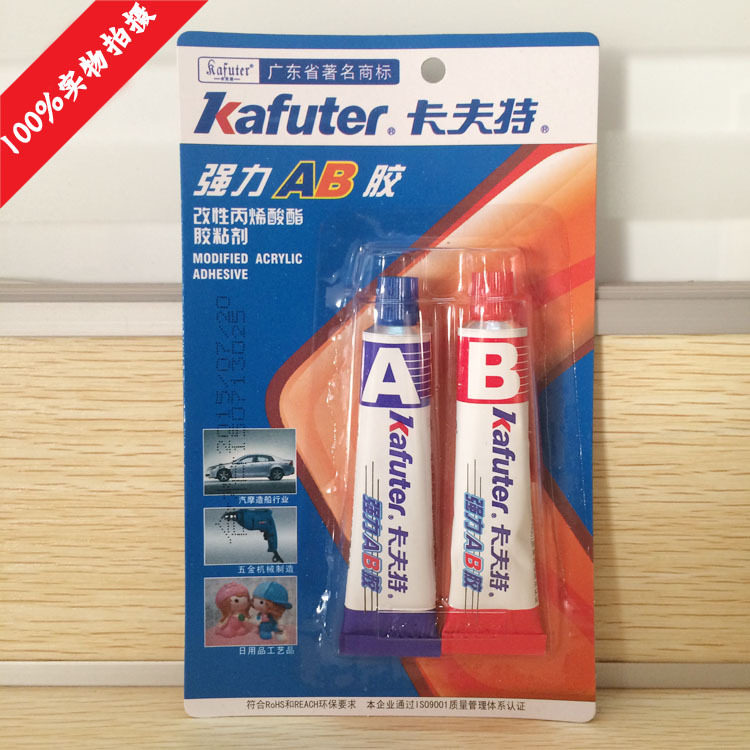 100%实物拍摄
Kafuter®
广东省著名商标
Kafuter® 卡夫特®
强力AB胶
改性丙烯酸酯
胶粘剂
MODIFIED ACRYLIC
ADHESIVE
2015/07/20
150713025
A
Kafuter® 卡夫特®
强力AB胶
B
Kafuter® 卡夫特®
强力AB胶
汽摩造船行业
五金机械制造
日用品工艺品
符合RoHS和REACH环保要求 本企业通过ISO9001质量管理体系认证